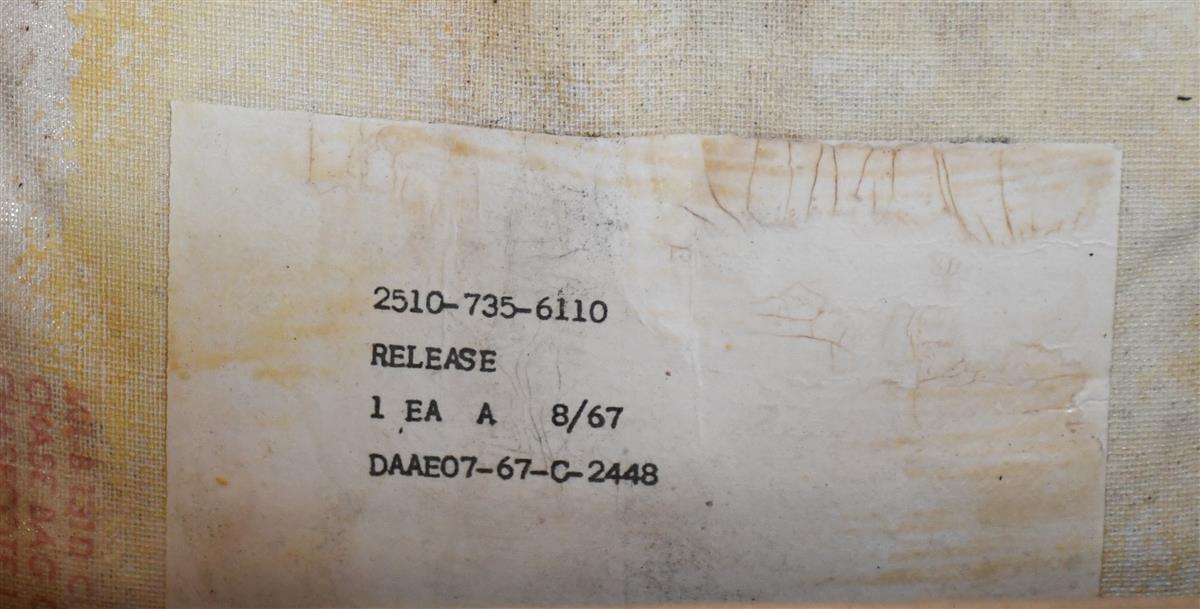 2510-735-6110
RELEASE
1 EA A 8/67
DAAE07-67-C-2448